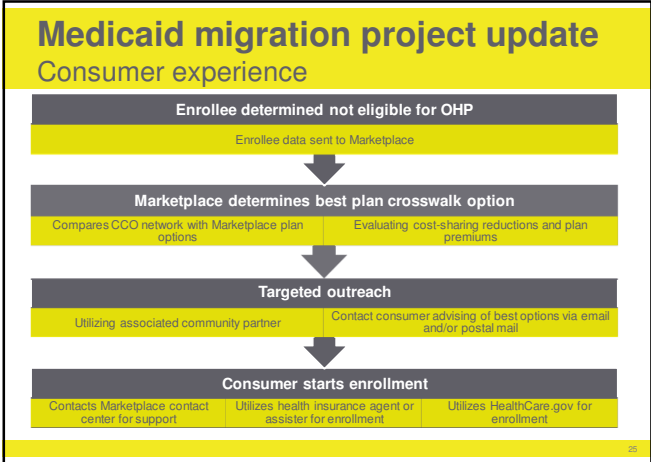 Medicaid migration project update
Consumer experience
Enrollee determined not eligible for OHP
Enrollee data sent to Marketplace
Marketplace determines best plan crosswalk option
Compares CCO network with Marketplace plan
options
Evaluating cost-sharing reductions and plan
premiums
Targeted outreach
Utilizing associated community partner
Contact consumer advising of best options via email
and/or postal mail
Consumer starts enrollment
Contacts Marketplace contact
center for support
Utilizes health insurance agent or
assister for enrollment
Utilizes HealthCare.gov for
enrollment
25